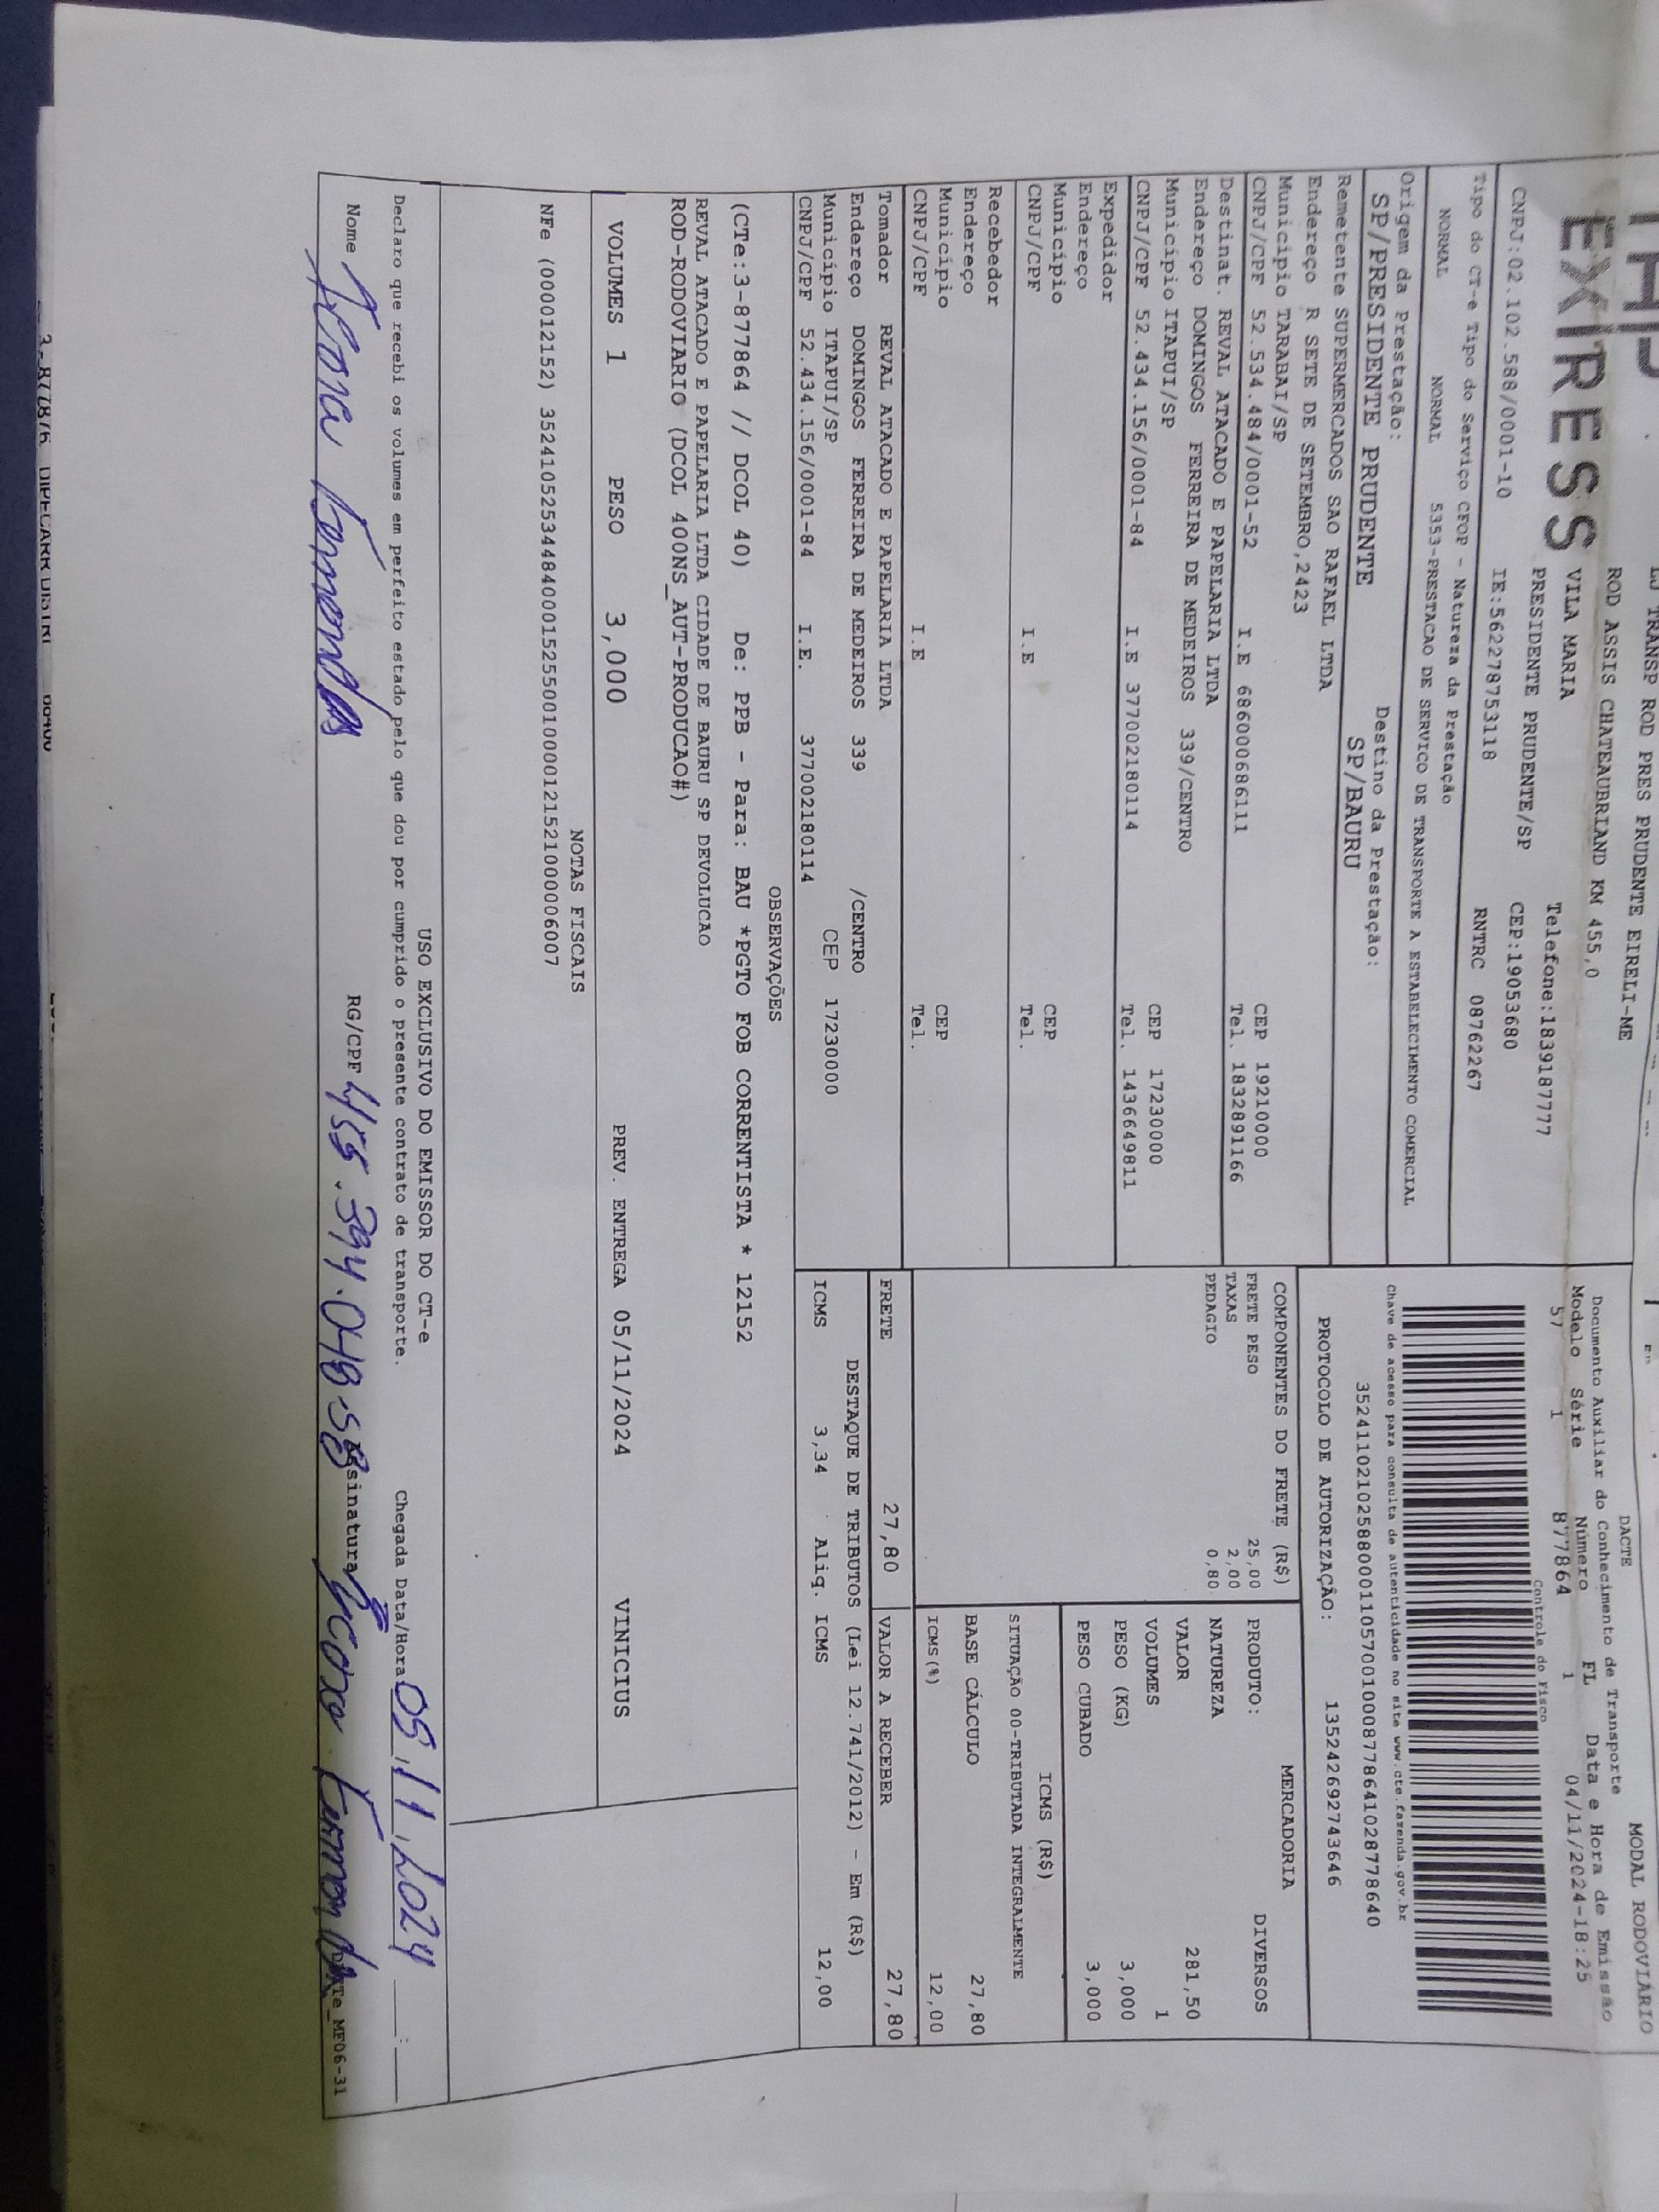 EXPRESS
TRANSP ROD PRES PRUDENTE EIRELI-ME
ROD ASSIS CHATEAUBRIAND KM 455,0
VILA MARIA Telefone:1839187777
PRESIDENTE PRUDENTE/SP CEP:19053680
CNPJ:02.102.588/0001-10 IE:562278753118 RNTRC 08762267
Tipo do CT-e Tipo do Serviço CFOP - Natureza da Prestação
NORMAL NORMAL 5353-PRESTACAO DE SERVICO DE TRANSPORTE A ESTABELECIMENTO COMERCIAL
Origem da Prestação: Destino da Prestação:
SP/PRESIDENTE PRUDENTE SP/BAURU
DACTE MODAL RODOVIÁRIO
Documento Auxiliar do Conhecimento de Transporte
Modelo Série Número FL Data e Hora de Emissão
57 1 877864 1 04/11/2024-18:25
Controle do Fisco
Chave de acesso para consulta de autenticidade no site www.cte.fazenda.gov.br
35241102102588000110570010008778641028778640
PROTOCOLO DE AUTORIZAÇÃO: 135242692743646
Remetente SUPERMERCADOS SAO RAFAEL LTDA
Endereço R SETE DE SETEMBRO,2423
Município TARABAI/SP CEP 19210000
CNPJ/CPF 52.534.484/0001-52 I.E 686000686111 Tel. 1832891166
Destinat. REVAL ATACADO E PAPELARIA LTDA
Endereço DOMINGOS FERREIRA DE MEDEIROS 339/CENTRO
Município ITAPUI/SP CEP 17230000
CNPJ/CPF 52.434.156/0001-84 I.E 377002180114 Tel. 1436649811
Expedidor
Endereço
Município CEP
CNPJ/CPF I.E Tel.
Recebedor
Endereço
Município CEP
CNPJ/CPF I.E Tel.
Tomador REVAL ATACADO E PAPELARIA LTDA
Endereço DOMINGOS FERREIRA DE MEDEIROS 339 /CENTRO
Município ITAPUI/SP CEP 17230000
CNPJ/CPF 52.434.156/0001-84 I.E. 377002180114
COMPONENTES DO FRETE (R$)
FRETE PESO 25,00
TAXAS 2,00
PEDAGIO 0,80
MERCADORIA
PRODUTO: DIVERSOS
NATUREZA
VALOR 281,50
VOLUMES 1
PESO (KG) 3,000
PESO CUBADO 3,000
ICMS (R$)
SITUAÇÃO 00-TRIBUTADA INTEGRALMENTE
BASE CÁLCULO 27,80
ICMS(%) 12,00
FRETE 27,80 VALOR A RECEBER 27,80
DESTAQUE DE TRIBUTOS (Lei 12.741/2012) - Em (R$)
ICMS 3,34 Aliq. ICMS 12,00
OBSERVAÇÕES
(CTe:3-877864 // DCOL 40) De: PPB - Para: BAU *PGTO FOB CORRENTISTA * 12152
REVAL ATACADO E PAPELARIA LTDA CIDADE DE BAURU SP DEVOLUCAO
ROD-RODOVIARIO (DCOL 400NS_AUT-PRODUCAO#)
VOLUMES 1 PESO 3,000 PREV. ENTREGA 05/11/2024 VINICIUS
NOTAS FISCAIS
NFe (000012152) 35241052534484000152550010000121521000006007
USO EXCLUSIVO DO EMISSOR DO CT-e
Declaro que recebi os volumes em perfeito estado pelo que dou por cumprido o presente contrato de transporte. Chegada Data/Hora 05/11/2024 __:__
Nome RG/CPF 455.394.048-58 Assinatura
DACTe_MF06-31
3-877876 DIPECARR DISTRI